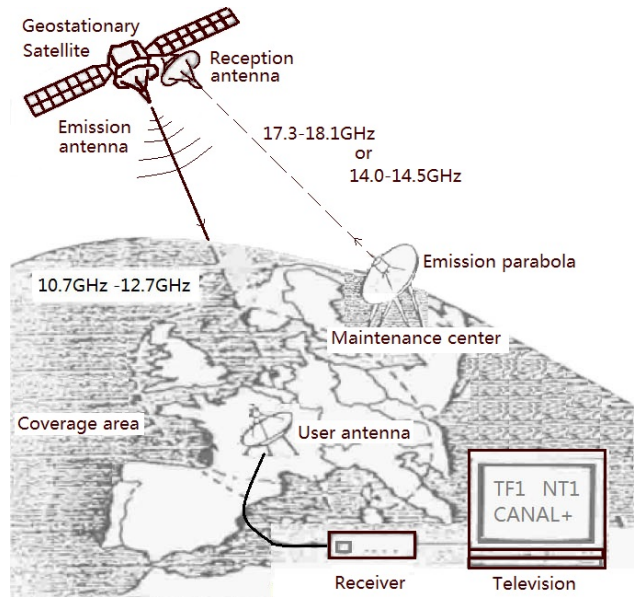 Geostationary
Satellite
Reception
antenna
Emission
antenna
17.3-18.1GHz
or
14.0-14.5GHz
10.7GHz -12.7GHz
Emission parabola
Maintenance center
Coverage area
User antenna
TF1 NT1
CANAL+
Receiver
Television